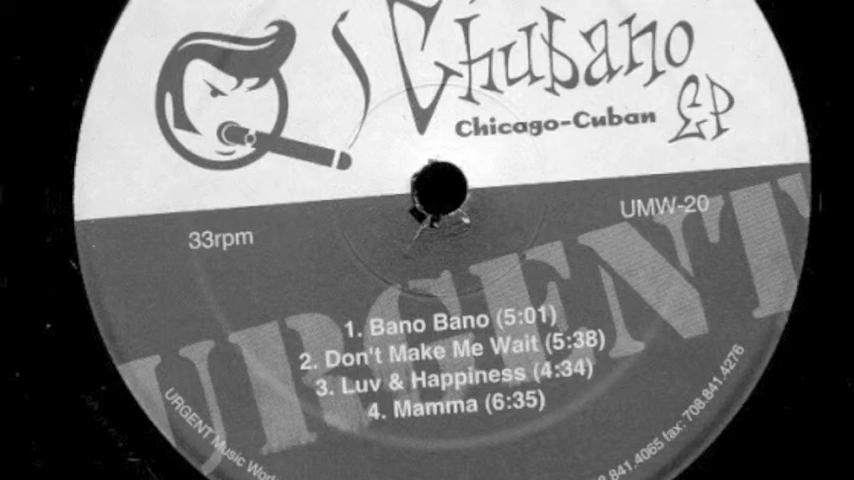 Chubano
EP
Chicago-Cuban
33rpm
UMW-20
URGENT
1. Bano Bano (5:01)
2. Don't Make Me Wait (5:38)
3. Luv & Happiness (4:34)
4. Mamma (6:35)
URGENT Music
841.4065 fax: 708.841.4276